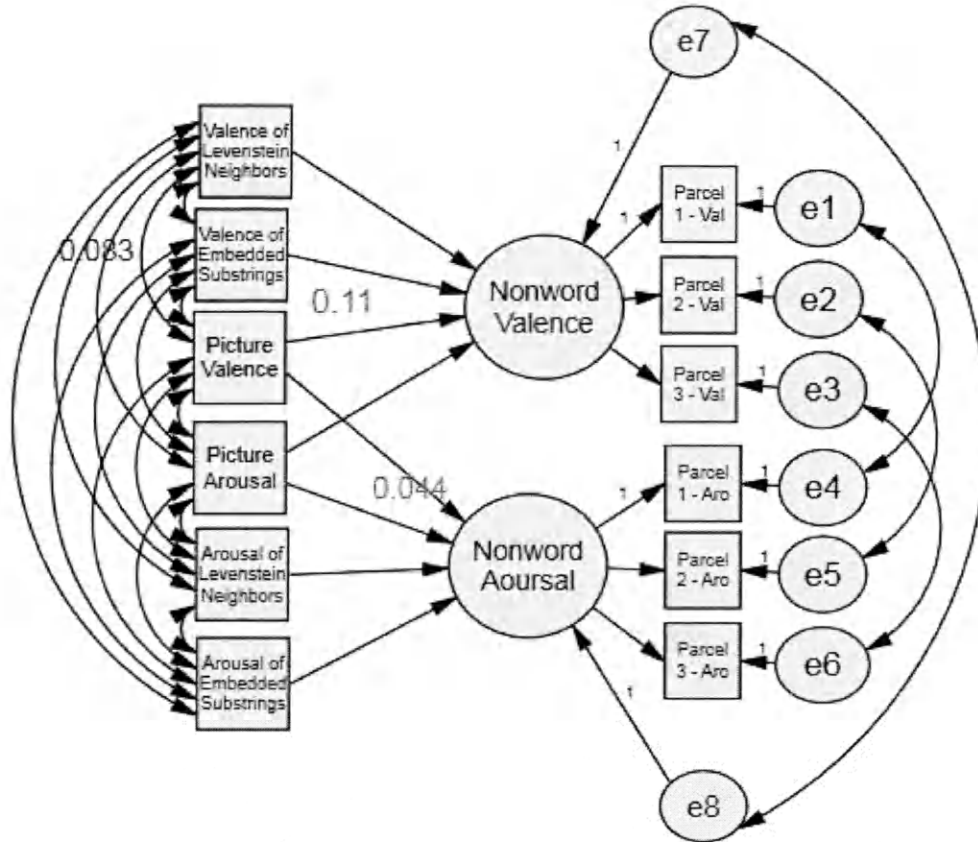 e7
1
Valence of
Levenstein
Neighbors
Parcel
1 - Val
1
1
e1
Valence of
Embedded
Substrings
0.083
0.11
Nonword
Valence
Parcel
2 - Val
1
e2
Picture
Valence
Parcel
3 - Val
1
e3
Picture
Arousal
0.044
1
Parcel
1 - Aro
1
e4
Nonword
Aoursal
Arousal of
Levenstein
Neighbors
Parcel
2 - Aro
1
e5
Arousal of
Embedded
Substrings
Parcel
3 - Aro
1
e6
1
e8